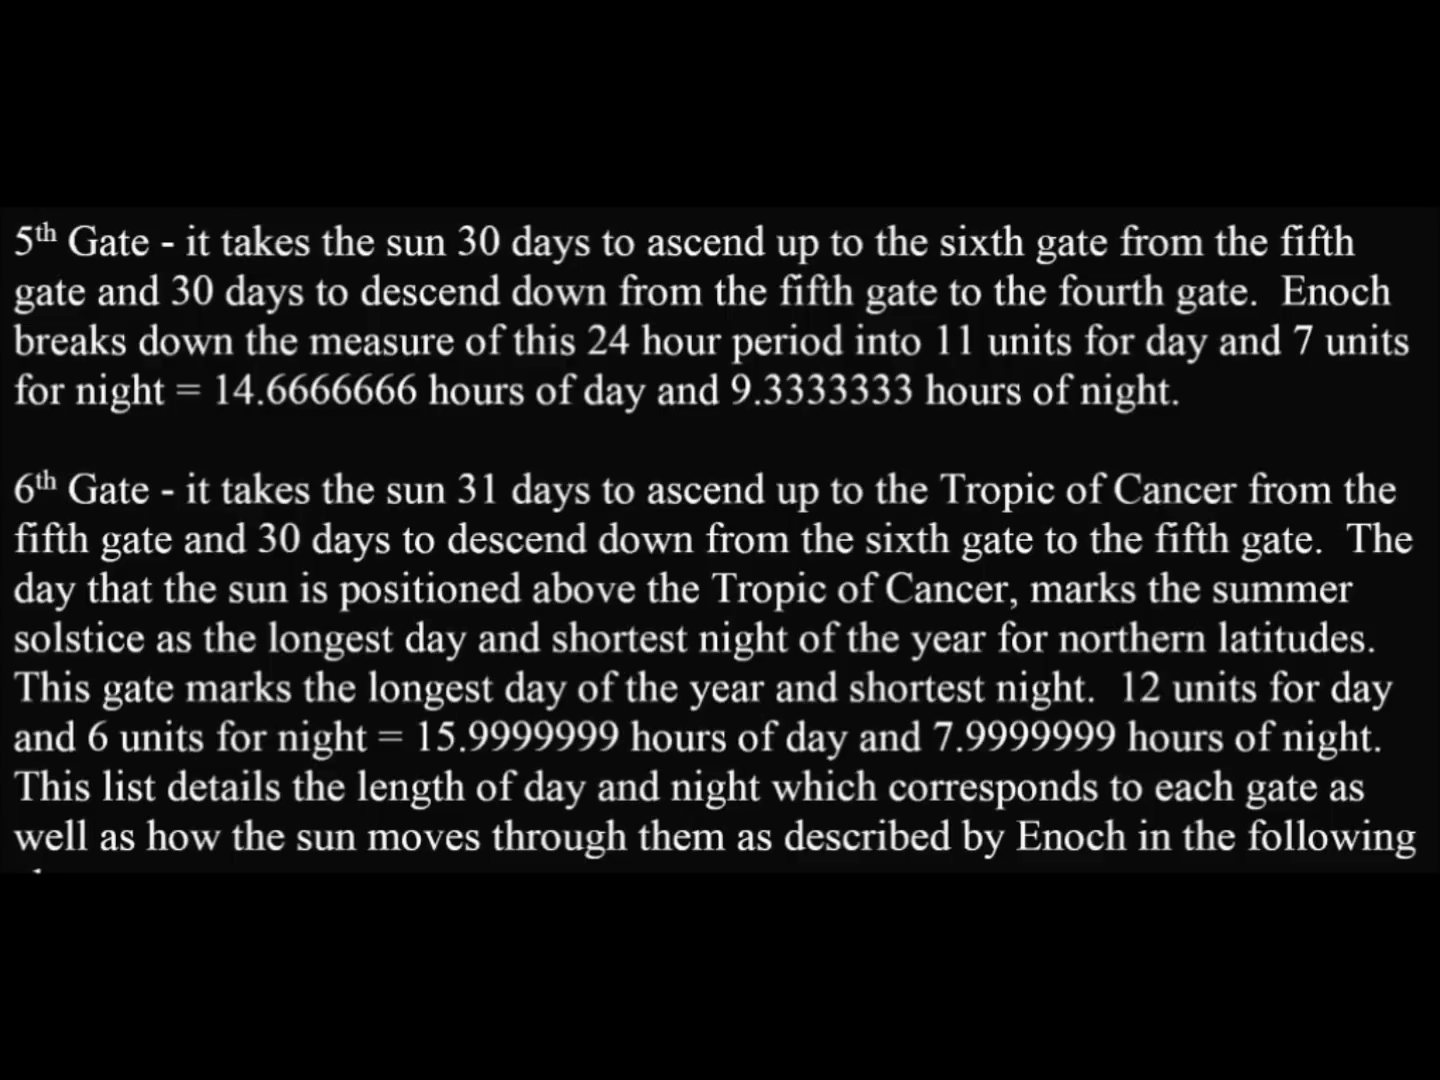 5th Gate - it takes the sun 30 days to ascend up to the sixth gate from the fifth
gate and 30 days to descend down from the fifth gate to the fourth gate. Enoch
breaks down the measure of this 24 hour period into 11 units for day and 7 units
for night = 14.6666666 hours of day and 9.3333333 hours of night.
6th Gate - it takes the sun 31 days to ascend up to the Tropic of Cancer from the
fifth gate and 30 days to descend down from the sixth gate to the fifth gate. The
day that the sun is positioned above the Tropic of Cancer, marks the summer
solstice as the longest day and shortest night of the year for northern latitudes.
This gate marks the longest day of the year and shortest night. 12 units for day
and 6 units for night = 15.9999999 hours of day and 7.9999999 hours of night.
This list details the length of day and night which corresponds to each gate as
well as how the sun moves through them as described by Enoch in the following